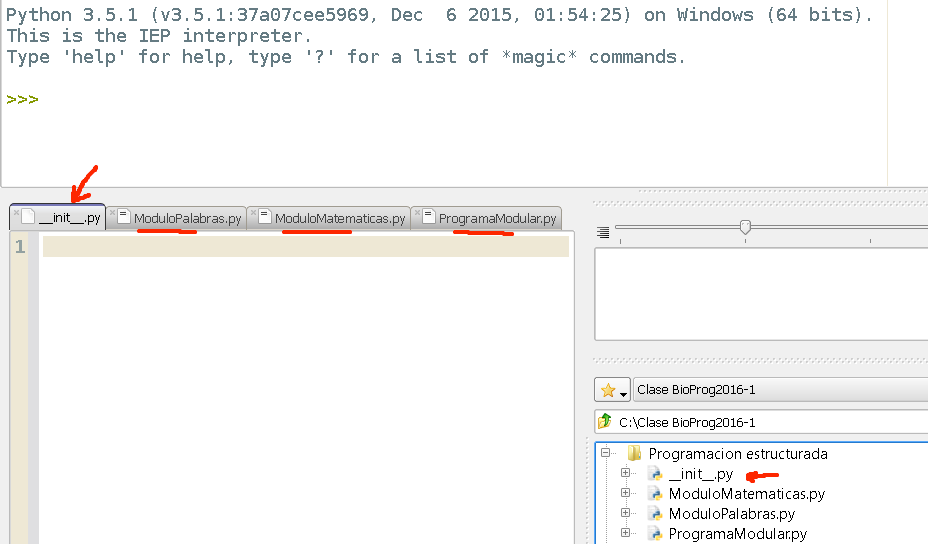 Python 3.5.1 (v3.5.1:37a07cee5969, Dec  6 2015, 01:54:25) on Windows (64 bits).
This is the IEP interpreter.
Type 'help' for help, type '?' for a list of *magic* commands.
>>>
__init__.py ModuloPalabras.py ModuloMatematicas.py ProgramaModular.py
1
Clase BioProg2016-1
C:\Clase BioProg2016-1
Programacion estructurada
__init__.py
ModuloMatematicas.py
ModuloPalabras.py
ProgramaModular.py